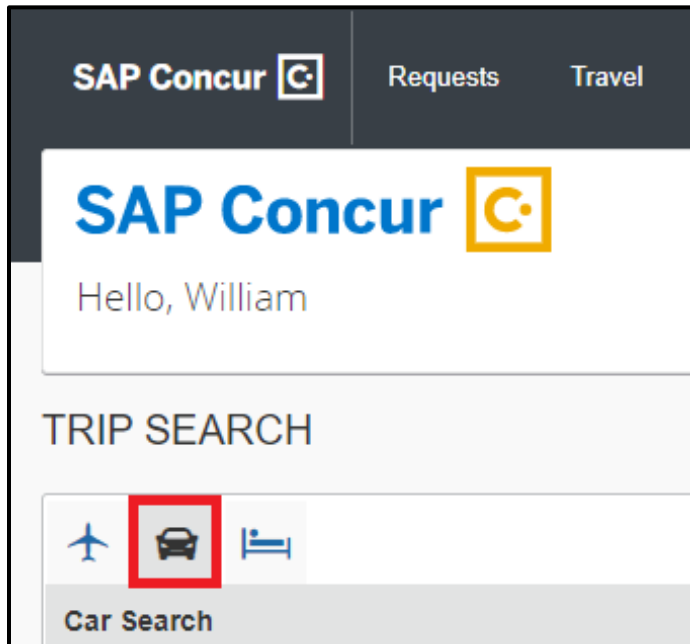 SAP Concur C Requests Travel
SAP Concur C
Hello, William
TRIP SEARCH
Car Search